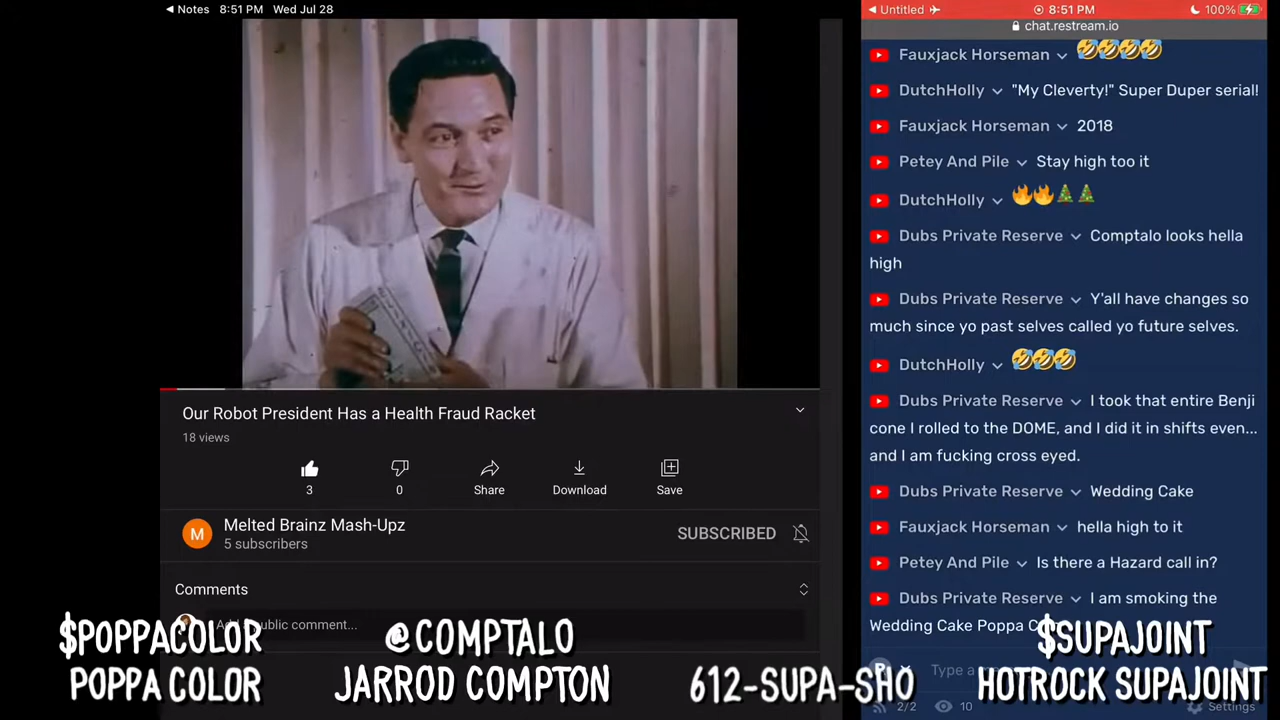 Notes 8:51 PM Wed Jul 28
Our Robot President Has a Health Fraud Racket
18 views
3
0
Share
Download
Save
M
Melted Brainz Mash-Upz
5 subscribers
SUBSCRIBED
Comments
public comment...
$POPPACOLOR
POPPA COLOR
@COMPTALO
JARROD COMPTON
612-SUPA-SHO
$SUPAJOINT
HOTROCK SUPAJOINT
Untitled 8:51 PM 100%
chat.restream.io
Fauxjack Horseman 🤣🤣🤣🤣
DutchHolly "My Cleverty!" Super Duper serial!
Fauxjack Horseman 2018
Petey And Pile Stay high too it
DutchHolly 🔥🔥🎄🎄
Dubs Private Reserve Comptalo looks hella
high
Dubs Private Reserve Y'all have changes so
much since yo past selves called yo future selves.
DutchHolly 🤣🤣🤣
Dubs Private Reserve I took that entire Benji
cone I rolled to the DOME, and I did it in shifts even...
and I am fucking cross eyed.
Dubs Private Reserve Wedding Cake
Fauxjack Horseman hella high to it
Petey And Pile Is there a Hazard call in?
Dubs Private Reserve I am smoking the
Wedding Cake Poppa
Type a
2/2 10 Settings